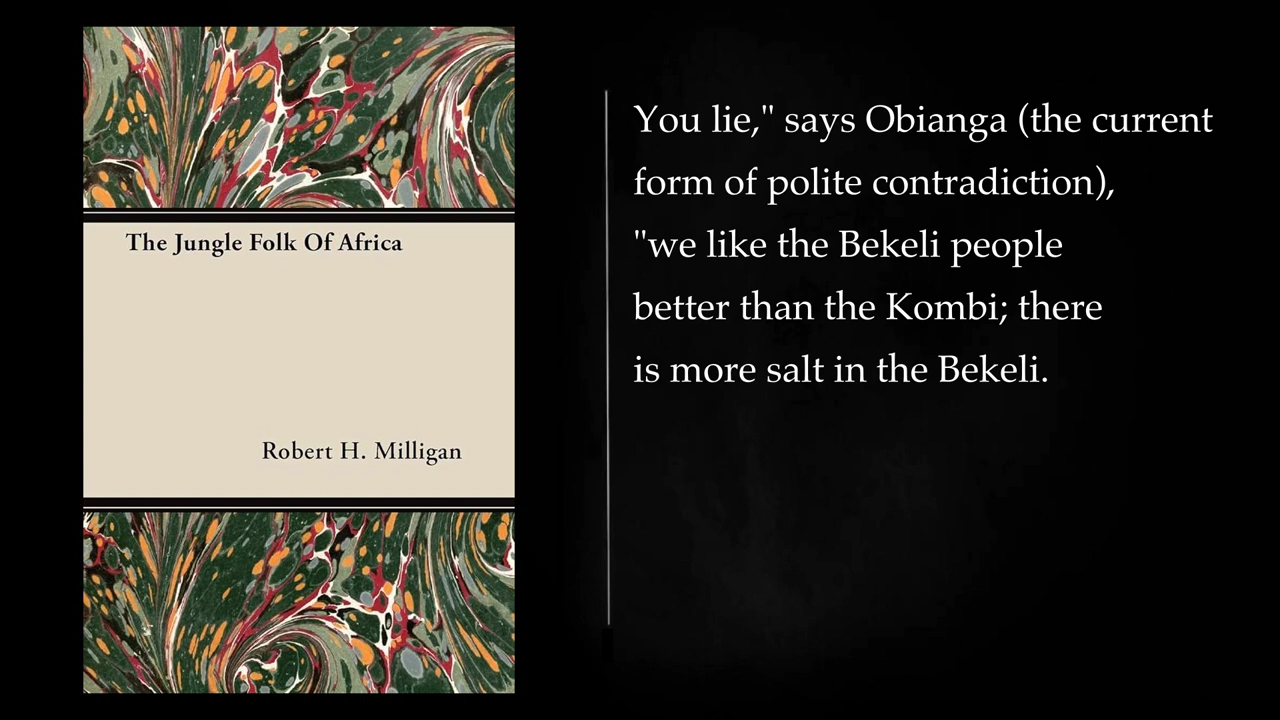 The Jungle Folk Of Africa
Robert H. Milligan
You lie," says Obianga (the current
form of polite contradiction),
"we like the Bekeli people
better than the Kombi; there
is more salt in the Bekeli.